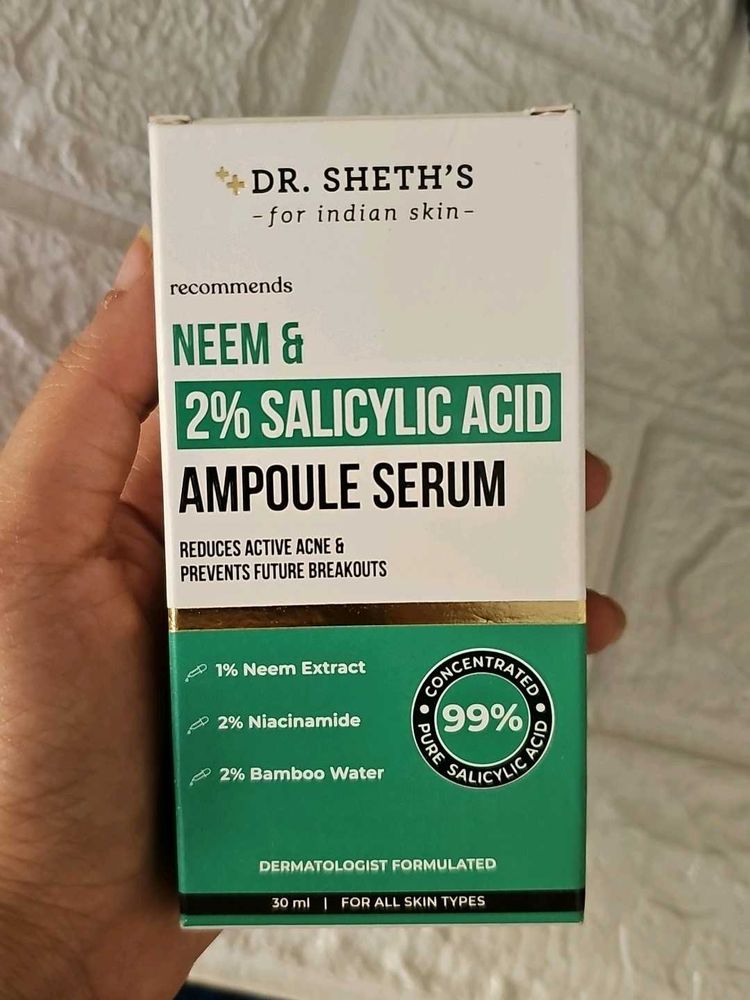 DR. SHETH'S
-for indian skin-
recommends
NEEM &
2% SALICYLIC ACID
AMPOULE SERUM
REDUCES ACTIVE ACNE &
PREVENTS FUTURE BREAKOUTS
1% Neem Extract
2% Niacinamide
2% Bamboo Water
CONCENTRATED
99%
PURE SALICYLIC ACID
DERMATOLOGIST FORMULATED
30 ml | FOR ALL SKIN TYPES